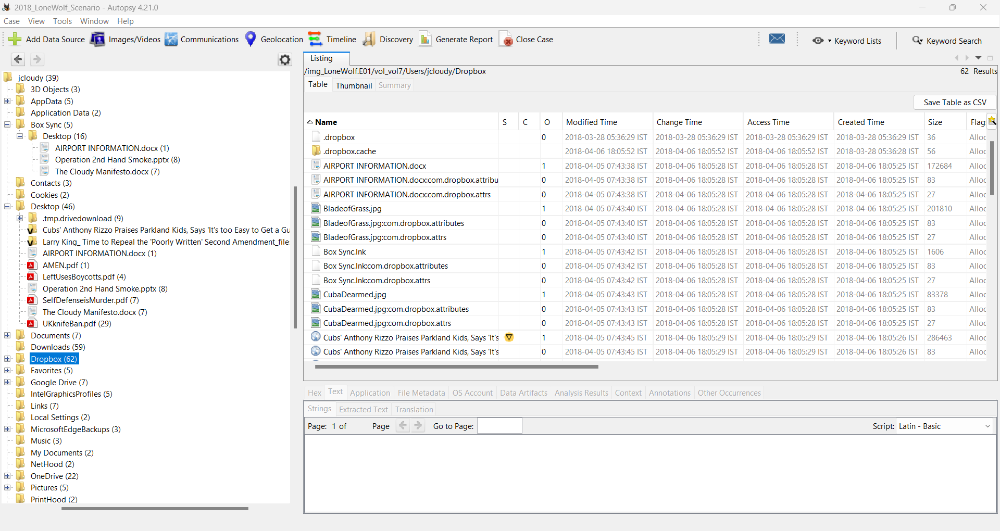 2018_LoneWolf_Scenario - Autopsy 4.21.0
Case View Tools Window Help
Add Data Source Images/Videos Communications Geolocation Timeline Discovery Generate Report Close Case Keyword Lists Keyword Search
Listing
/img_LoneWolf.E01/vol_vol7/Users/jcloudy/Dropbox 62 Results
Table Thumbnail Summary
Save Table as CSV
jcloudy (39)
3D Objects (3)
AppData (5)
Application Data (2)
Box Sync (5)
Desktop (16)
AIRPORT INFORMATION.docx (1)
Operation 2nd Hand Smoke.pptx (8)
The Cloudy Manifesto.docx (7)
Contacts (3)
Cookies (2)
Desktop (46)
.tmp.drivedownload (9)
Cubs' Anthony Rizzo Praises Parkland Kids, Says 'It's too Easy to Get a Gu
Larry King_ Time to Repeal the 'Poorly Written' Second Amendment_file
AIRPORT INFORMATION.docx (1)
AMEN.pdf (1)
LeftUsesBoycotts.pdf (4)
Operation 2nd Hand Smoke.pptx (8)
SelfDefenseisMurder.pdf (7)
The Cloudy Manifesto.docx (7)
UKknifeBan.pdf (29)
Documents (7)
Downloads (59)
Dropbox (62)
Favorites (5)
Google Drive (7)
IntelGraphicsProfiles (5)
Links (7)
Local Settings (2)
MicrosoftEdgeBackups (3)
Music (3)
My Documents (2)
NetHood (2)
OneDrive (22)
Pictures (5)
PrintHood (2)
Name S C O Modified Time Change Time Access Time Created Time Size Flag
.dropbox 0 2018-03-28 05:36:29 IST 2018-03-28 05:36:29 IST 2018-03-28 05:36:29 IST 2018-03-28 05:36:29 IST 36 Alloc
.dropbox.cache 2018-04-06 18:05:52 IST 2018-04-06 18:05:52 IST 2018-04-06 18:05:52 IST 2018-03-28 05:36:28 IST 56 Alloc
AIRPORT INFORMATION.docx 1 2018-04-05 07:43:38 IST 2018-04-06 18:05:28 IST 2018-04-06 18:05:28 IST 2018-04-06 18:05:25 IST 172684 Alloc
AIRPORT INFORMATION.docx:com.dropbox.attribu 0 2018-04-05 07:43:38 IST 2018-04-06 18:05:28 IST 2018-04-06 18:05:28 IST 2018-04-06 18:05:25 IST 83 Alloc
AIRPORT INFORMATION.docx:com.dropbox.attrs 0 2018-04-05 07:43:38 IST 2018-04-06 18:05:28 IST 2018-04-06 18:05:28 IST 2018-04-06 18:05:25 IST 27 Alloc
BladeofGrass.jpg 1 2018-04-05 07:43:40 IST 2018-04-06 18:05:28 IST 2018-04-06 18:05:28 IST 2018-04-06 18:05:25 IST 201810 Alloc
BladeofGrass.jpg:com.dropbox.attributes 0 2018-04-05 07:43:40 IST 2018-04-06 18:05:28 IST 2018-04-06 18:05:28 IST 2018-04-06 18:05:25 IST 83 Alloc
BladeofGrass.jpg:com.dropbox.attrs 0 2018-04-05 07:43:40 IST 2018-04-06 18:05:28 IST 2018-04-06 18:05:28 IST 2018-04-06 18:05:25 IST 27 Alloc
Box Sync.lnk 1 2018-04-05 07:43:42 IST 2018-04-06 18:05:28 IST 2018-04-06 18:05:28 IST 2018-04-06 18:05:25 IST 1606 Alloc
Box Sync.lnk:com.dropbox.attributes 0 2018-04-05 07:43:42 IST 2018-04-06 18:05:28 IST 2018-04-06 18:05:28 IST 2018-04-06 18:05:25 IST 83 Alloc
Box Sync.lnk:com.dropbox.attrs 0 2018-04-05 07:43:42 IST 2018-04-06 18:05:28 IST 2018-04-06 18:05:28 IST 2018-04-06 18:05:25 IST 27 Alloc
CubaDearmed.jpg 1 2018-04-05 07:43:43 IST 2018-04-06 18:05:28 IST 2018-04-06 18:05:28 IST 2018-04-06 18:05:25 IST 83378 Alloc
CubaDearmed.jpg:com.dropbox.attributes 0 2018-04-05 07:43:43 IST 2018-04-06 18:05:28 IST 2018-04-06 18:05:28 IST 2018-04-06 18:05:25 IST 83 Alloc
CubaDearmed.jpg:com.dropbox.attrs 0 2018-04-05 07:43:43 IST 2018-04-06 18:05:28 IST 2018-04-06 18:05:28 IST 2018-04-06 18:05:25 IST 27 Alloc
Cubs' Anthony Rizzo Praises Parkland Kids, Says 'It's 1 2018-04-05 07:43:45 IST 2018-04-06 18:05:29 IST 2018-04-06 18:05:29 IST 2018-04-06 18:05:26 IST 286463 Alloc
Cubs' Anthony Rizzo Praises Parkland Kids, Says 'It's 0 2018-04-05 07:43:45 IST 2018-04-06 18:05:29 IST 2018-04-06 18:05:29 IST 2018-04-06 18:05:26 IST 83 Alloc
Hex Text Application File Metadata OS Account Data Artifacts Analysis Results Context Annotations Other Occurrences
Strings Extracted Text Translation
Page: 1 of Page Go to Page: Script: Latin - Basic